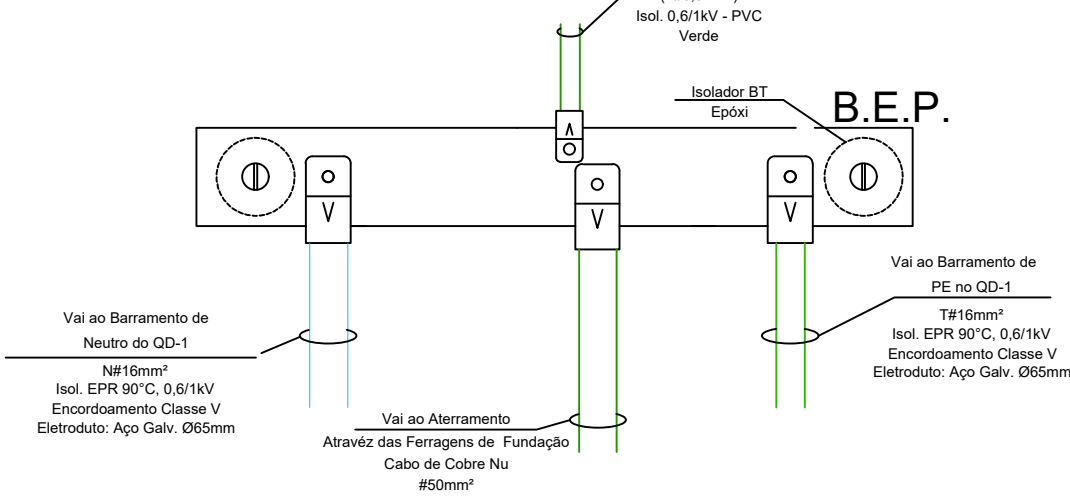 Isol. 0,6/1kV - PVC
Verde
Isolador BT
Epóxi
B.E.P.
Vai ao Barramento de
PE no QD-1
T#16mm²
Isol. EPR 90°C, 0,6/1kV
Encordoamento Classe V
Eletroduto: Aço Galv. Ø65mm
Vai ao Barramento de
Neutro do QD-1
N#16mm²
Isol. EPR 90°C, 0,6/1kV
Encordoamento Classe V
Eletroduto: Aço Galv. Ø65mm
Vai ao Aterramento
Atravéz das Ferragens de Fundação
Cabo de Cobre Nu
#50mm²